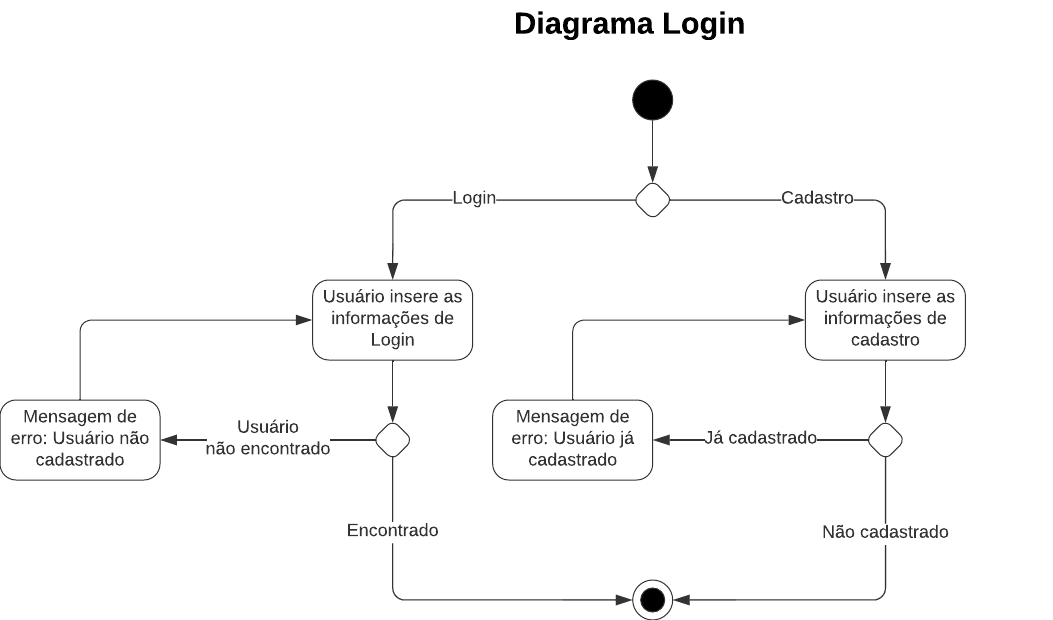 Diagrama Login
Login
Cadastro
Usuário insere as
informações de
Login
Usuário insere as
informações de
cadastro
Mensagem de
erro: Usuário não
cadastrado
Usuário
não encontrado
Mensagem de
erro: Usuário já
cadastrado
Já cadastrado
Encontrado
Não cadastrado